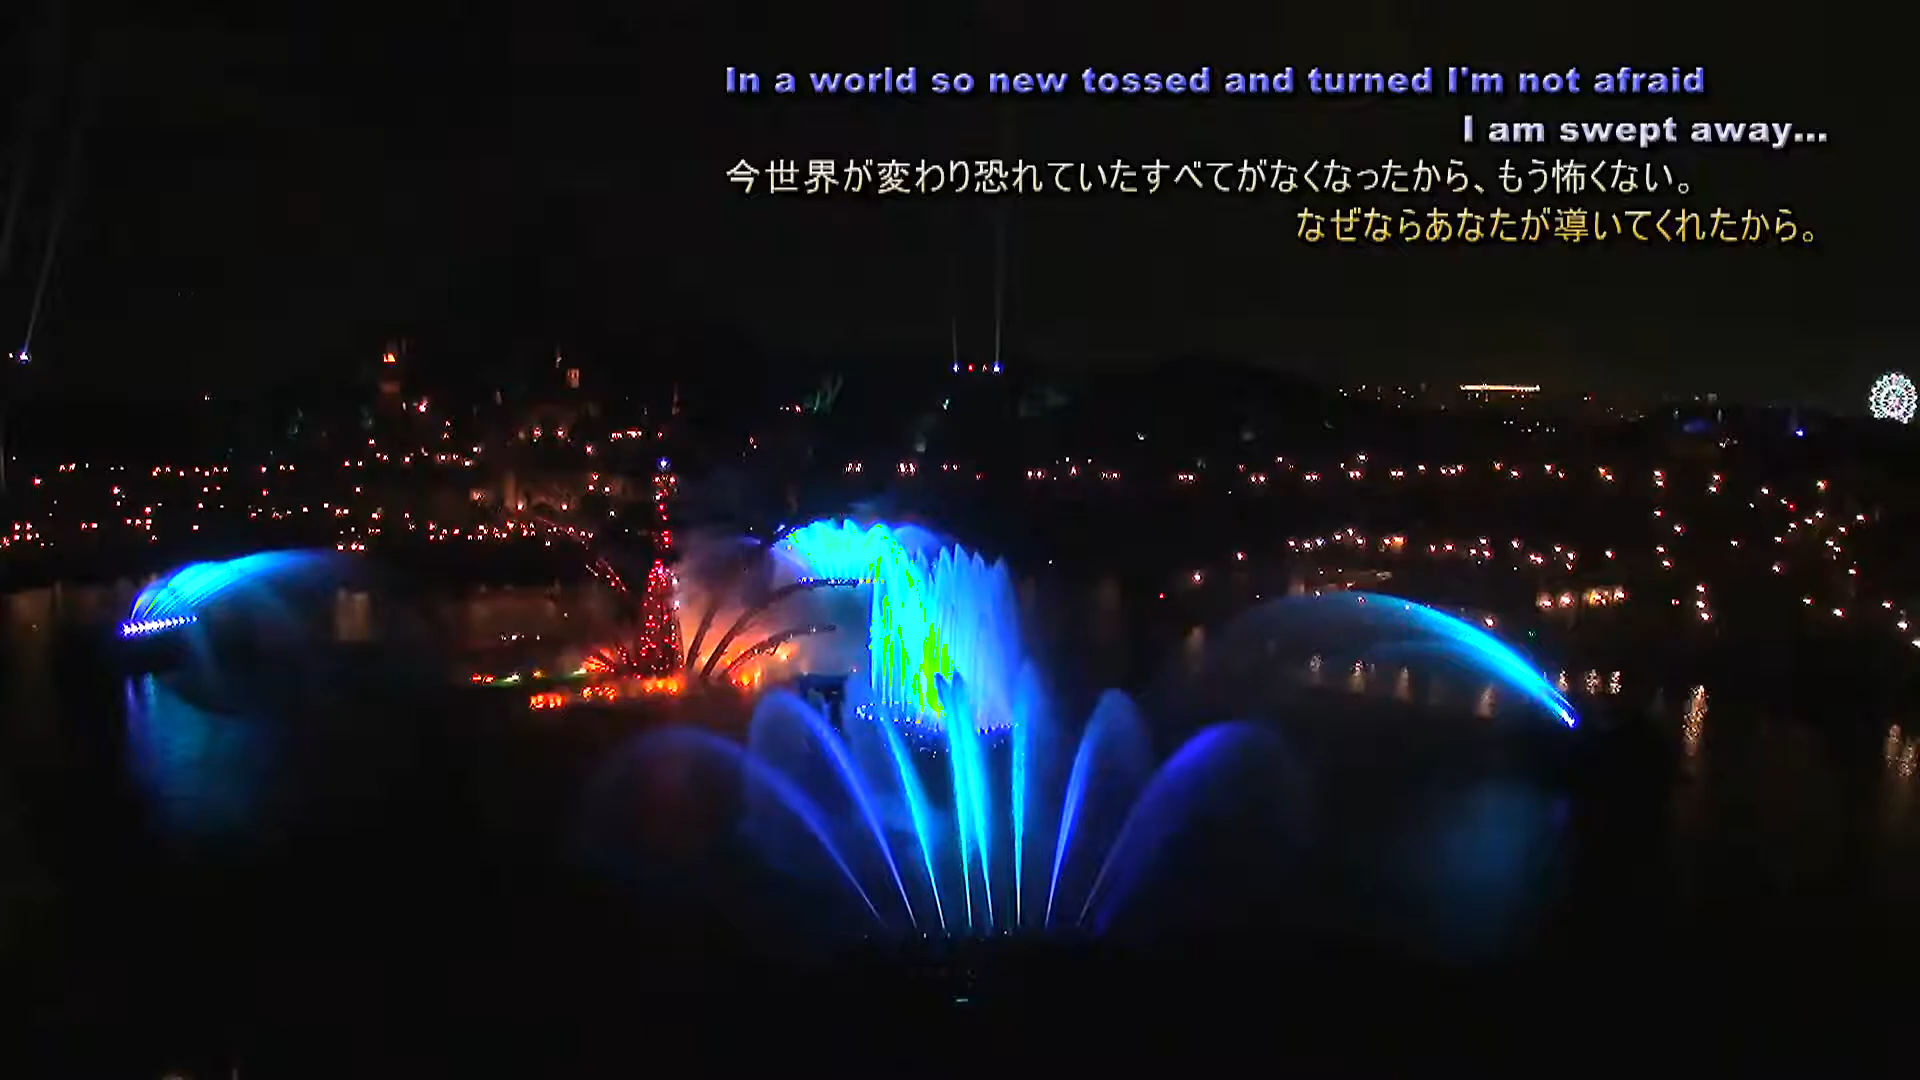 In a world so new tossed and turned I'm not afraid
I am swept away...
今世界が変わり恐れていたすべてがなくなったから、もう怖くない。
なぜならあなたが導いてくれたから。